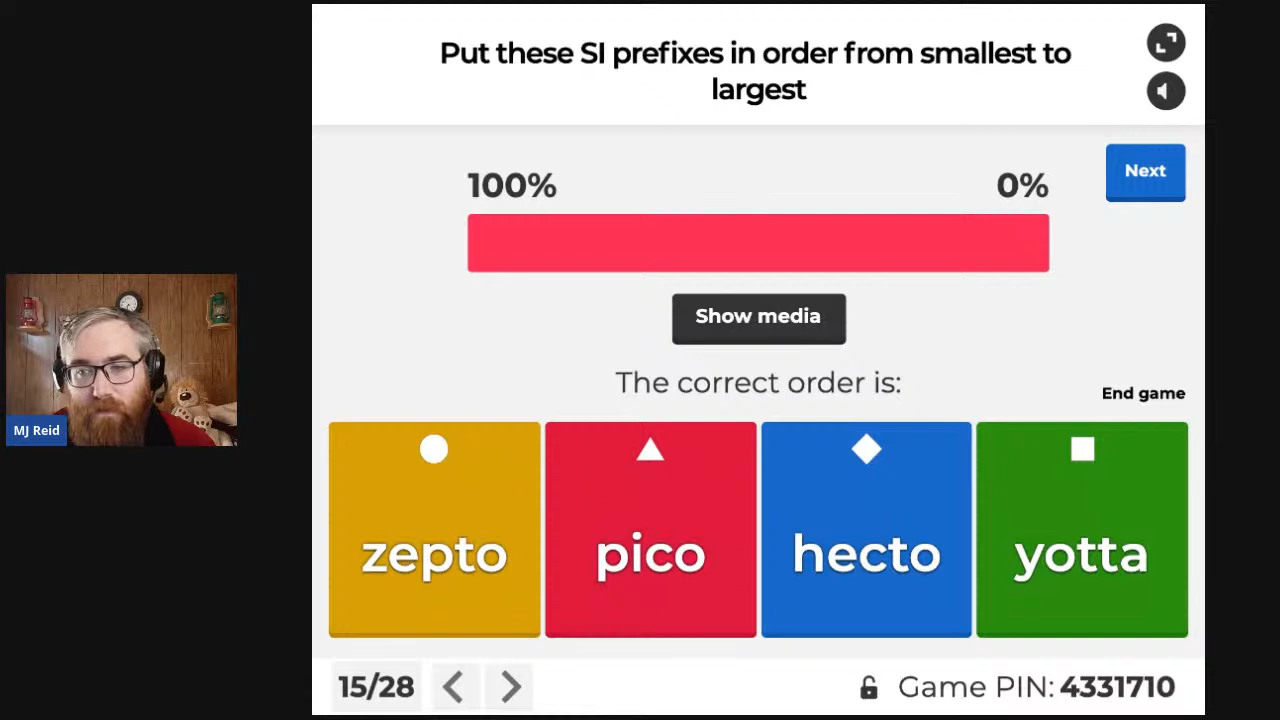 Put these SI prefixes in order from smallest to
largest
Next
100%
0%
Show media
The correct order is:
End game
zepto
pico
hecto
yotta
MJ Reid
15/28
Game PIN: 4331710